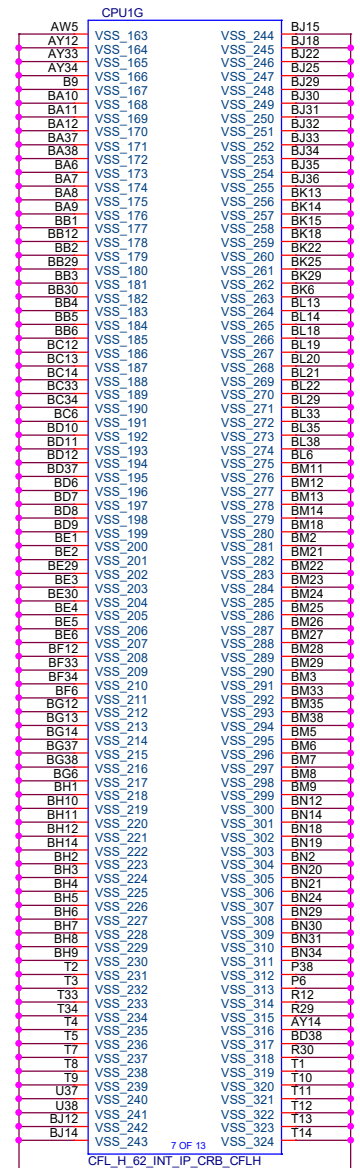 CPU1G
AW5 VSS_163 VSS_244 BJ15
AY12 VSS_164 VSS_245 BJ18
AY33 VSS_165 VSS_246 BJ22
AY34 VSS_166 VSS_247 BJ25
B9 VSS_167 VSS_248 BJ29
BA10 VSS_168 VSS_249 BJ30
BA11 VSS_169 VSS_250 BJ31
BA12 VSS_170 VSS_251 BJ32
BA37 VSS_171 VSS_252 BJ33
BA38 VSS_172 VSS_253 BJ34
BA6 VSS_173 VSS_254 BJ35
BA7 VSS_174 VSS_255 BJ36
BA8 VSS_175 VSS_256 BK13
BA9 VSS_176 VSS_257 BK14
BB1 VSS_177 VSS_258 BK15
BB12 VSS_178 VSS_259 BK18
BB2 VSS_179 VSS_260 BK22
BB29 VSS_180 VSS_261 BK25
BB3 VSS_181 VSS_262 BK29
BB30 VSS_182 VSS_263 BK6
BB4 VSS_183 VSS_264 BL13
BB5 VSS_184 VSS_265 BL14
BB6 VSS_185 VSS_266 BL18
BC12 VSS_186 VSS_267 BL19
BC13 VSS_187 VSS_268 BL20
BC14 VSS_188 VSS_269 BL21
BC33 VSS_189 VSS_270 BL22
BC34 VSS_190 VSS_271 BL29
BC6 VSS_191 VSS_272 BL33
BD10 VSS_192 VSS_273 BL35
BD11 VSS_193 VSS_274 BL38
BD12 VSS_194 VSS_275 BL6
BD37 VSS_195 VSS_276 BM11
BD6 VSS_196 VSS_277 BM12
BD7 VSS_197 VSS_278 BM13
BD8 VSS_198 VSS_279 BM14
BD9 VSS_199 VSS_280 BM18
BE1 VSS_200 VSS_281 BM2
BE2 VSS_201 VSS_282 BM21
BE29 VSS_202 VSS_283 BM22
BE3 VSS_203 VSS_284 BM23
BE30 VSS_204 VSS_285 BM24
BE4 VSS_205 VSS_286 BM25
BE5 VSS_206 VSS_287 BM26
BE6 VSS_207 VSS_288 BM27
BF12 VSS_208 VSS_289 BM28
BF33 VSS_209 VSS_290 BM29
BF34 VSS_210 VSS_291 BM3
BF6 VSS_211 VSS_292 BM33
BG12 VSS_212 VSS_293 BM35
BG13 VSS_213 VSS_294 BM38
BG14 VSS_214 VSS_295 BM5
BG37 VSS_215 VSS_296 BM6
BG38 VSS_216 VSS_297 BM7
BG6 VSS_217 VSS_298 BM8
BH1 VSS_218 VSS_299 BM9
BH10 VSS_219 VSS_300 BN12
BH11 VSS_220 VSS_301 BN14
BH12 VSS_221 VSS_302 BN18
BH14 VSS_222 VSS_303 BN19
BH2 VSS_223 VSS_304 BN2
BH3 VSS_224 VSS_305 BN20
BH4 VSS_225 VSS_306 BN21
BH5 VSS_226 VSS_307 BN24
BH6 VSS_227 VSS_308 BN29
BH7 VSS_228 VSS_309 BN30
BH8 VSS_229 VSS_310 BN31
BH9 VSS_230 VSS_311 BN34
T2 VSS_231 VSS_312 P38
T3 VSS_232 VSS_313 P6
T33 VSS_233 VSS_314 R12
T34 VSS_234 VSS_315 R29
T4 VSS_235 VSS_316 AY14
T5 VSS_236 VSS_317 BD38
T7 VSS_237 VSS_318 R30
T8 VSS_238 VSS_319 T1
T9 VSS_239 VSS_320 T10
U37 VSS_240 VSS_321 T11
U38 VSS_241 VSS_322 T12
BJ12 VSS_242 VSS_323 T13
BJ14 VSS_243 VSS_324 T14
7 OF 13
CFL_H_62_INT_IP_CRB_CFLH